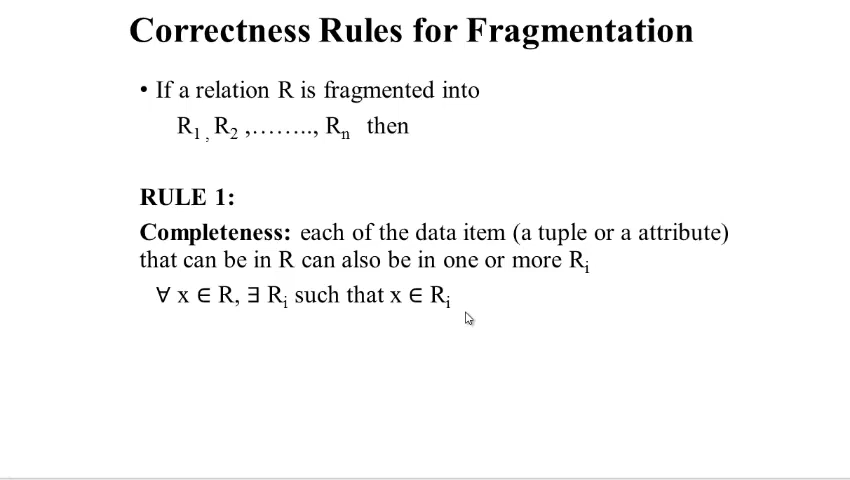 Correctness Rules for Fragmentation
• If a relation R is fragmented into
R₁ , R₂ ,…….., Rₙ then
RULE 1:
Completeness: each of the data item (a tuple or a attribute)
that can be in R can also be in one or more Rᵢ
∀ x ∈ R, ∃ Rᵢ such that x ∈ Rᵢ